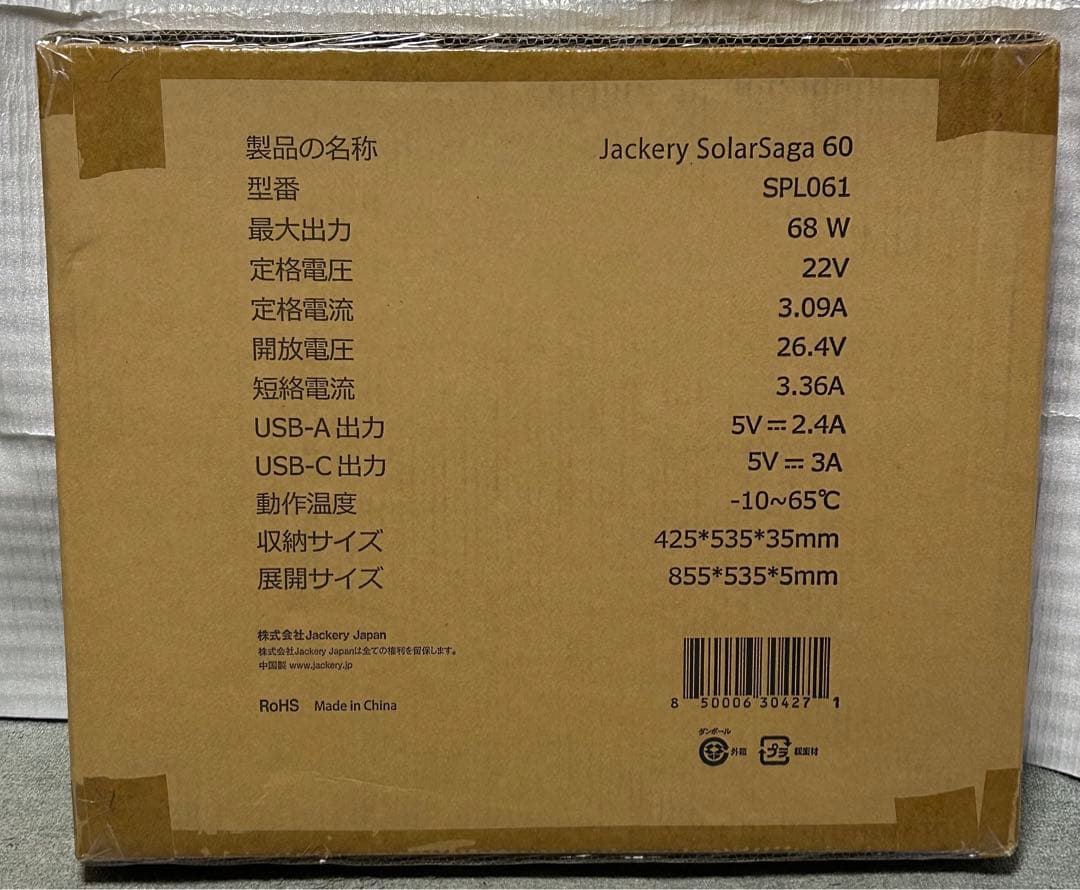 製品の名称 Jackery SolarSaga 60
型番 SPL061
最大出力 68 W
定格電圧 22V
定格電流 3.09A
開放電圧 26.4V
短絡電流 3.36A
USB-A 出力 5V⎓2.4A
USB-C 出力 5V⎓3A
動作温度 -10~65℃
収納サイズ 425*535*35mm
展開サイズ 855*535*5mm
株式会社Jackery Japan
株式会社Jackery Japanは全ての権利を留保します。
中国製 www.jackery.jp
RoHS Made in China
8 50006 30427 1
ダンボール
外箱 プラ 緩衝材